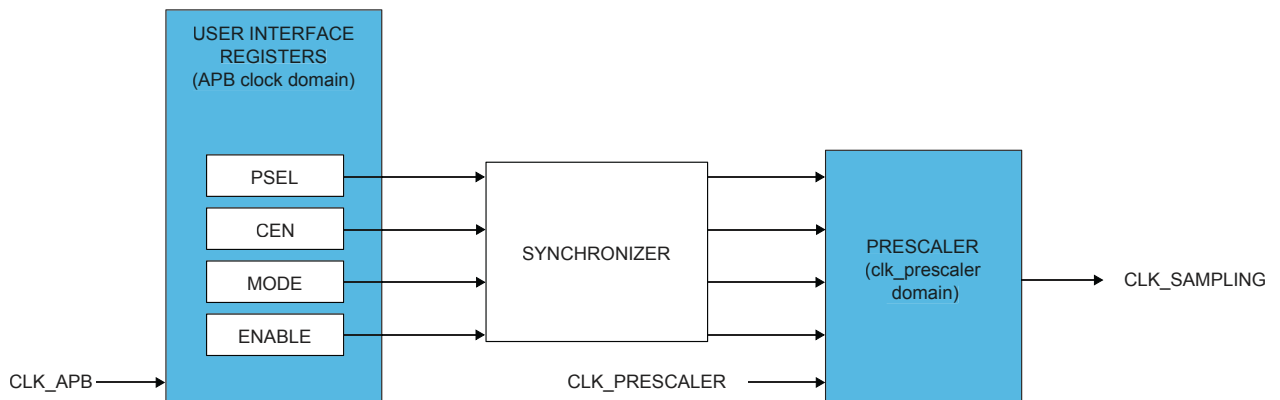 USER INTERFACE
REGISTERS
(APB clock domain)
PSEL
CEN
MODE
ENABLE
CLK_APB
SYNCHRONIZER
PRESCALER
(clk_prescaler
domain)
CLK_PRESCALER
CLK_SAMPLING